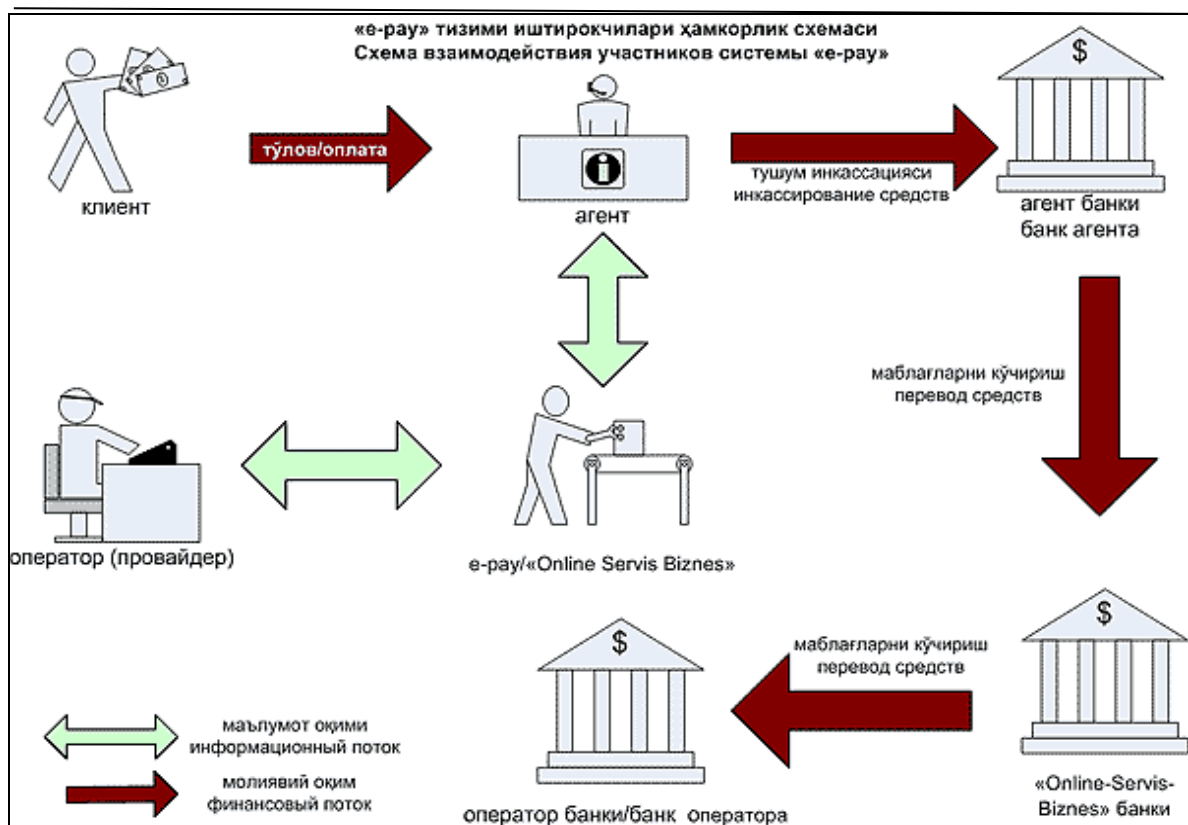 «e-pay» тизими иштирокчилари ҳамкорлик схемаси
Схема взаимодействия участников системы «e-pay»
$
тўлов/оплата
i
клиент
агент
тушум инкассацияси
инкассирование средств
агент банки
банк агента
маблағларни кўчириш
перевод средств
оператор (провайдер)
e-pay/«Online Servis Biznes»
$
маблағларни кўчириш
перевод средств
$
маълумот оқими
информационный поток
молиявий оқим
финансовый поток
оператор банки/банк оператора
«Online-Servis-
Biznes» банки